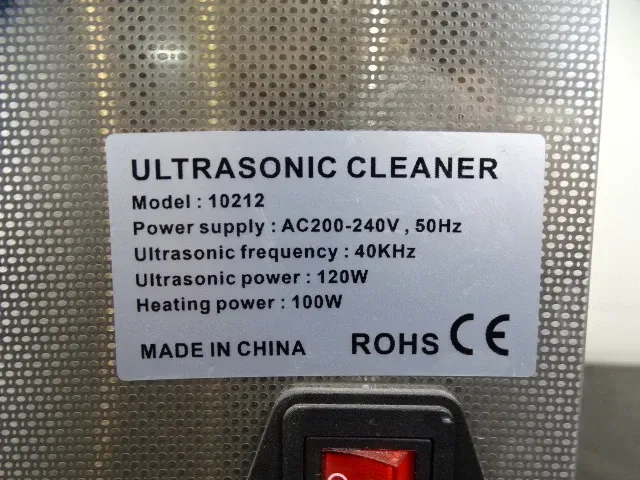 ULTRASONIC CLEANER
Model : 10212
Power supply : AC200-240V , 50Hz
Ultrasonic frequency : 40KHz
Ultrasonic power : 120W
Heating power : 100W
MADE IN CHINA ROHS CE